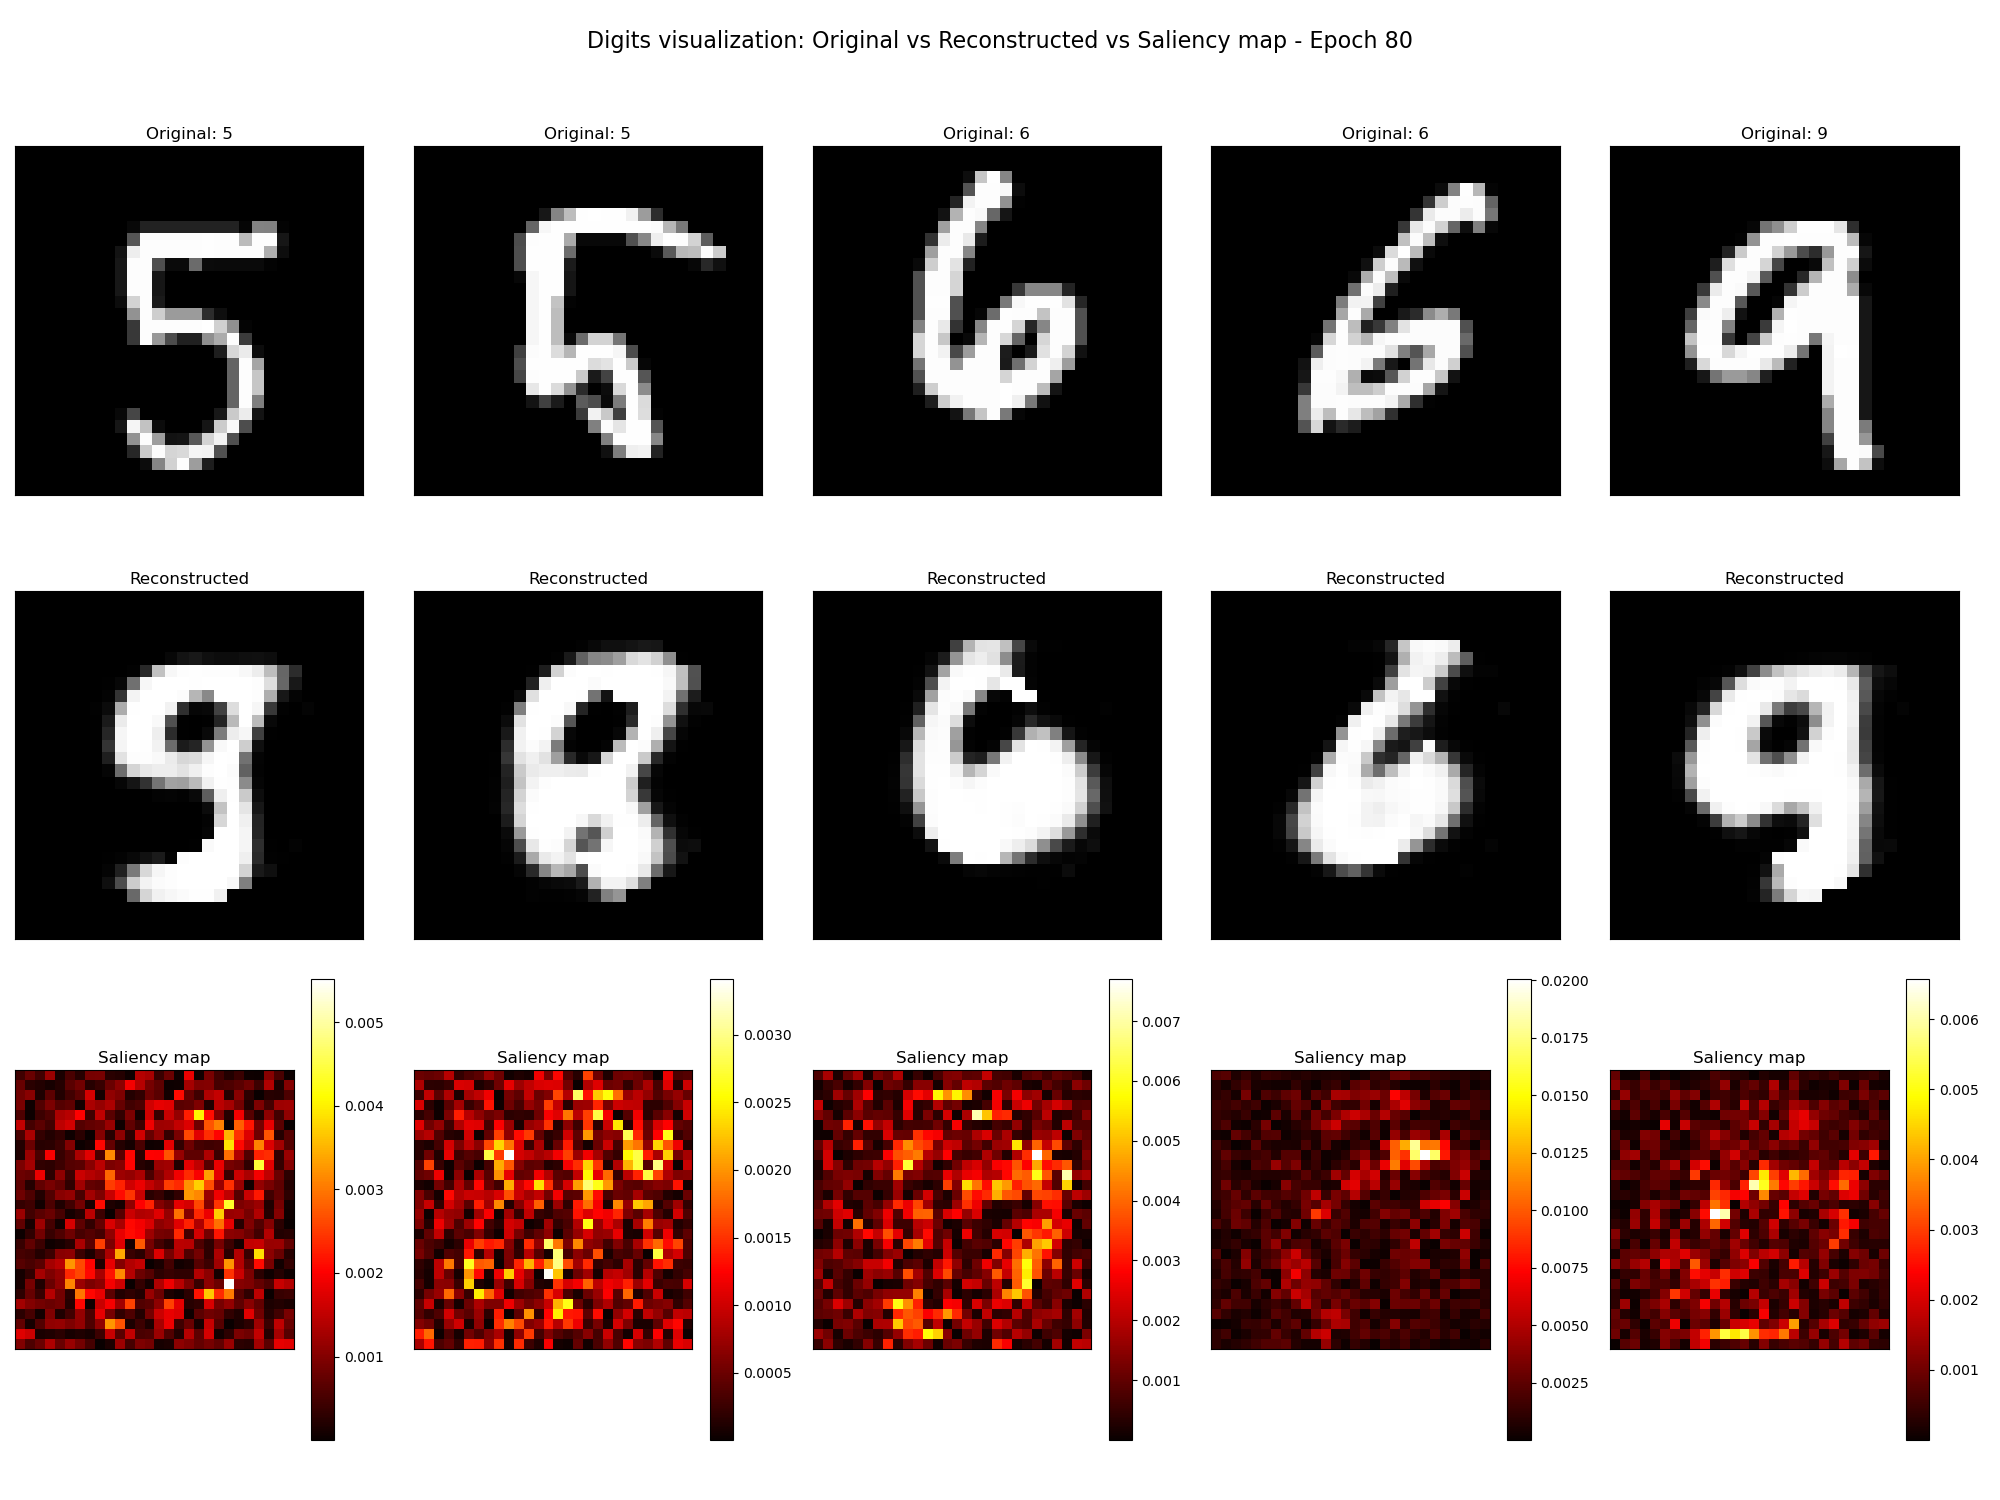 Digits visualization: Original vs Reconstructed vs Saliency map - Epoch 80
Original: 5
Original: 5
Original: 6
Original: 6
Original: 9
5
5
6
6
9
Reconstructed
Reconstructed
Reconstructed
Reconstructed
Reconstructed
Saliency map
0.005
0.004
0.003
0.002
0.001
Saliency map
0.0030
0.0025
0.0020
0.0015
0.0010
0.0005
Saliency map
0.007
0.006
0.005
0.004
0.003
0.002
0.001
Saliency map
0.0200
0.0175
0.0150
0.0125
0.0100
0.0075
0.0050
0.0025
Saliency map
0.006
0.005
0.004
0.003
0.002
0.001